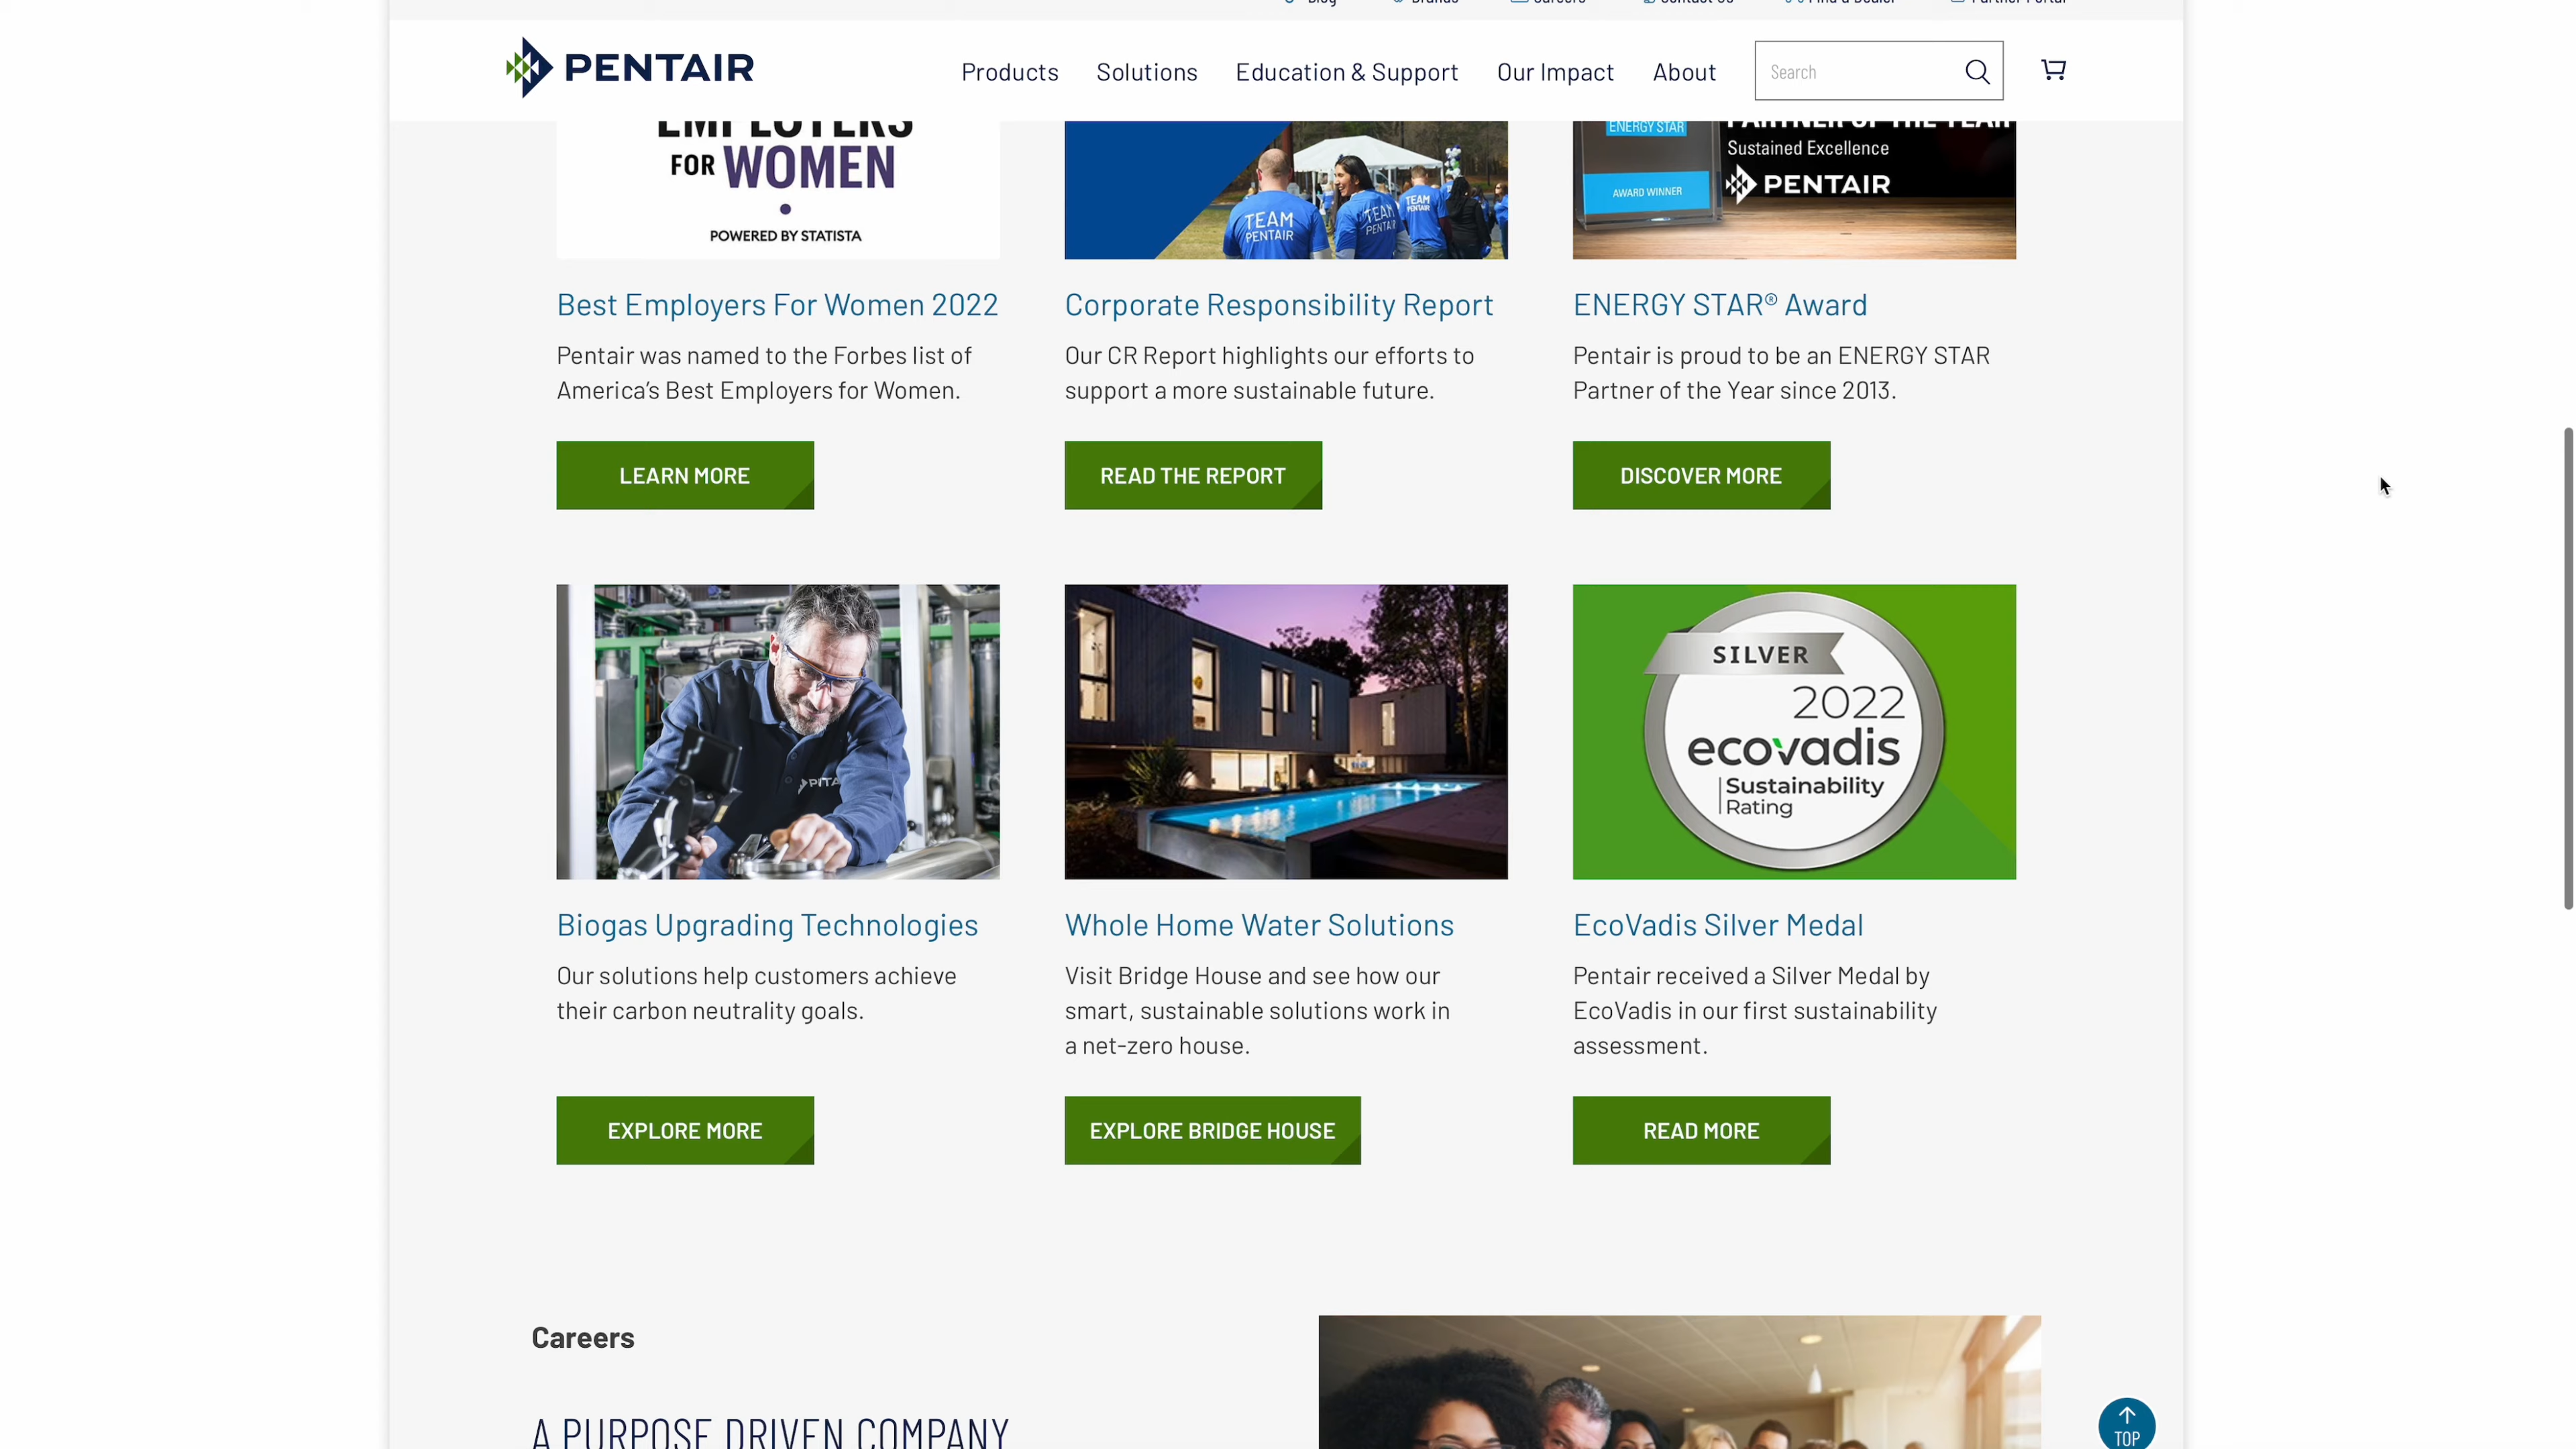 Blog Brands Careers Contact Us Find a Dealer Partner Portal
PENTAIR
Products Solutions Education & Support Our Impact About Search
EMPLOYERS
FOR WOMEN
POWERED BY STATISTA
TEAM PENTAIR
TEAM PENTAIR
TEAM PENTAIR
ENERGY STAR
AWARD WINNER
PARTNER OF THE YEAR
Sustained Excellence
PENTAIR
Best Employers For Women 2022
Pentair was named to the Forbes list of
America's Best Employers for Women.
LEARN MORE
Corporate Responsibility Report
Our CR Report highlights our efforts to
support a more sustainable future.
READ THE REPORT
ENERGY STAR® Award
Pentair is proud to be an ENERGY STAR
Partner of the Year since 2013.
DISCOVER MORE
SILVER
2022
ecovadis
Sustainability
Rating
Biogas Upgrading Technologies
Our solutions help customers achieve
their carbon neutrality goals.
EXPLORE MORE
Whole Home Water Solutions
Visit Bridge House and see how our
smart, sustainable solutions work in
a net-zero house.
EXPLORE BRIDGE HOUSE
EcoVadis Silver Medal
Pentair received a Silver Medal by
EcoVadis in our first sustainability
assessment.
READ MORE
Careers
A PURPOSE DRIVEN COMPANY
TOP